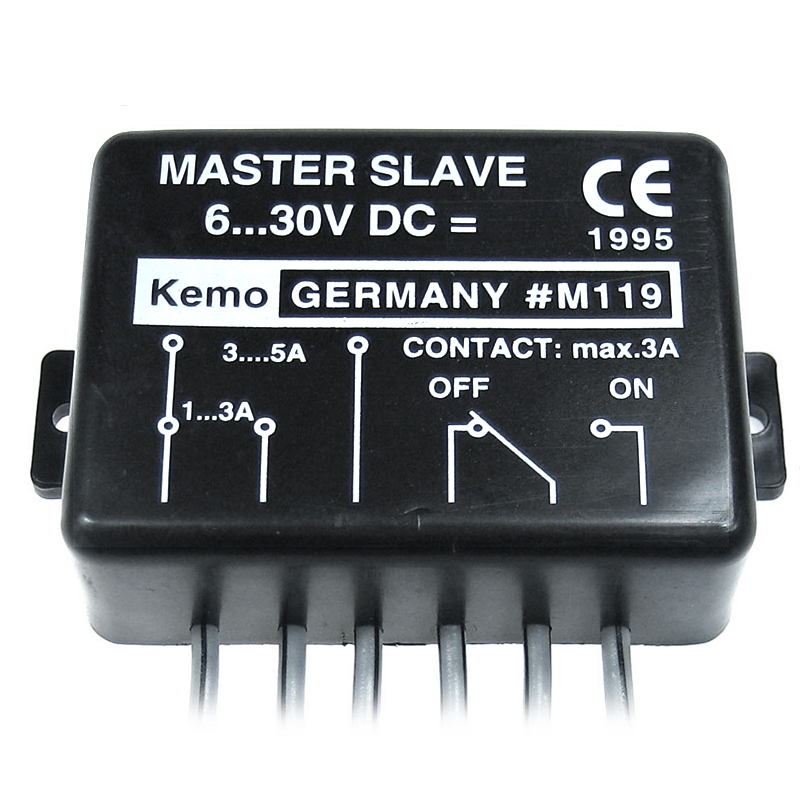 MASTER SLAVE
6...30V DC =
CE
1995
Kemo GERMANY #M119
3....5A
CONTACT: max.3A
OFF
ON
1...3A